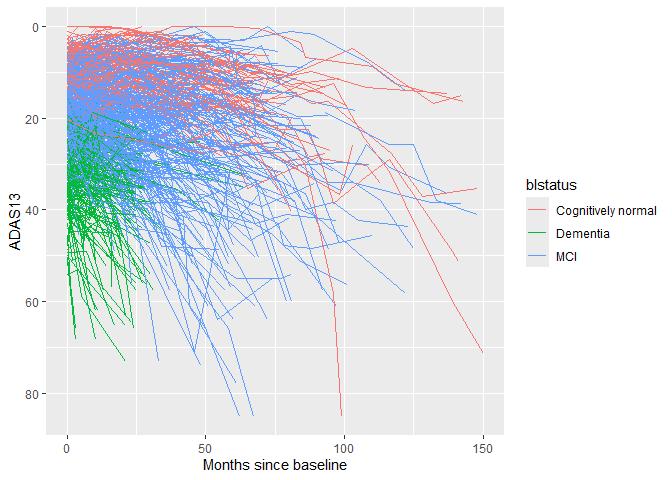 0
20
40
60
80
ADAS13
0
50
100
150
Months since baseline
blstatus
Cognitively normal
Dementia
MCI